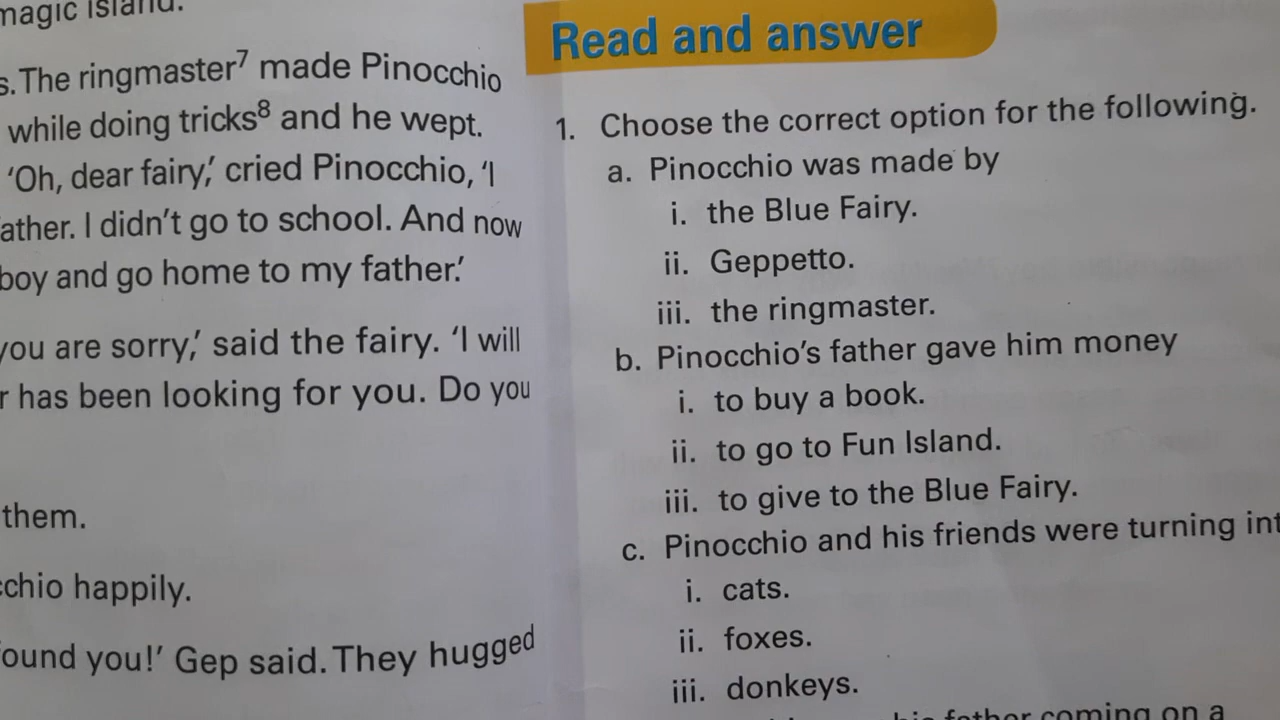 magic island.
s. The ringmaster7 made Pinocchio
while doing tricks8 and he wept.
'Oh, dear fairy,' cried Pinocchio, 'I
ather. I didn't go to school. And now
boy and go home to my father.'
you are sorry,' said the fairy. 'I will
r has been looking for you. Do you
them.
cchio happily.
ound you!' Gep said. They hugged
Read and answer
1. Choose the correct option for the following.
a. Pinocchio was made by
i. the Blue Fairy.
ii. Geppetto.
iii. the ringmaster.
b. Pinocchio's father gave him money
i. to buy a book.
ii. to go to Fun Island.
iii. to give to the Blue Fairy.
c. Pinocchio and his friends were turning int
i. cats.
ii. foxes.
iii. donkeys.
his father coming on a